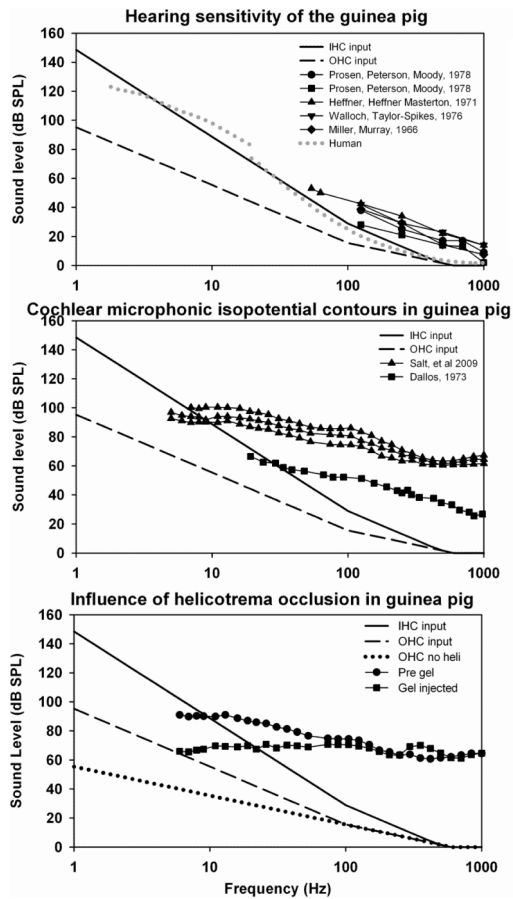 Hearing sensitivity of the guinea pig
160
140
120
100
80
60
40
20
0
Sound level (dB SPL)
IHC input
OHC input
Prosen, Peterson, Moody, 1978
Prosen, Peterson, Moody, 1978
Heffner, Heffner Masterton, 1971
Walloch, Taylor-Spikes, 1976
Miller, Murray, 1966
Human
1 10 100 1000
Cochlear microphonic isopotential contours in guinea pig
160
140
120
100
80
60
40
20
0
Sound level (dB SPL)
IHC input
OHC input
Salt, et al 2009
Dallos, 1973
1 10 100 1000
Influence of helicotrema occlusion in guinea pig
160
140
120
100
80
60
40
20
0
Sound Level (dB SPL)
IHC input
OHC input
OHC no heli
Pre gel
Gel injected
1 10 100 1000
Frequency (Hz)